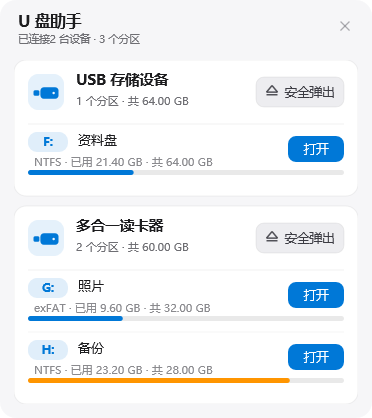 U 盘助手
已连接2 台设备 · 3 个分区
USB 存储设备
1 个分区 · 共 64.00 GB
安全弹出
F:
资料盘
NTFS · 已用 21.40 GB · 共 64.00 GB
打开
多合一读卡器
2 个分区 · 共 60.00 GB
安全弹出
G:
照片
exFAT · 已用 9.60 GB · 共 32.00 GB
打开
H:
备份
NTFS · 已用 23.20 GB · 共 28.00 GB
打开